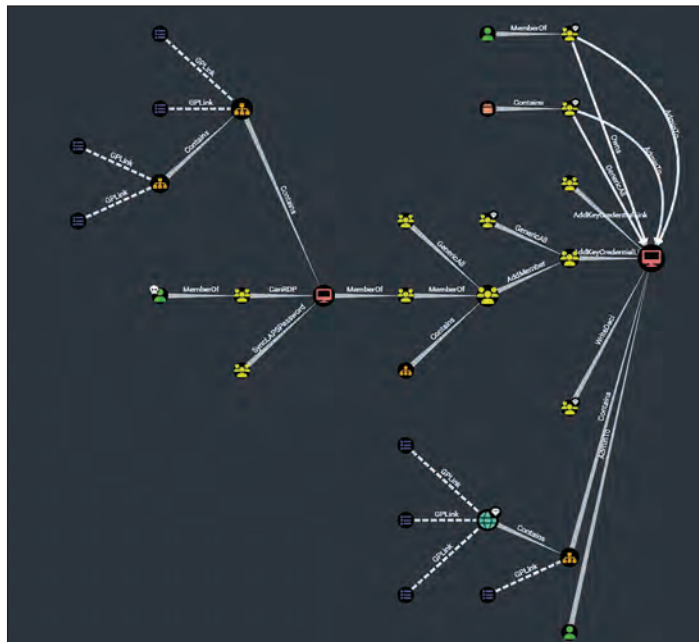 MemberOf
GPLink
GPLink
Contains
AdminTo
AdminTo
GPLink
Contains
Owns
GenericAll
GPLink
Contains
AddKeyCredentialLink
GenericAll
GenericAll
AddMember
AddKeyCredentialL
MemberOf
CanRDP
MemberOf
MemberOf
SyncLAPSPassword
Contains
WriteDacl
Contains
AdminTo
GPLink
GPLink
Contains
GPLink
GPLink